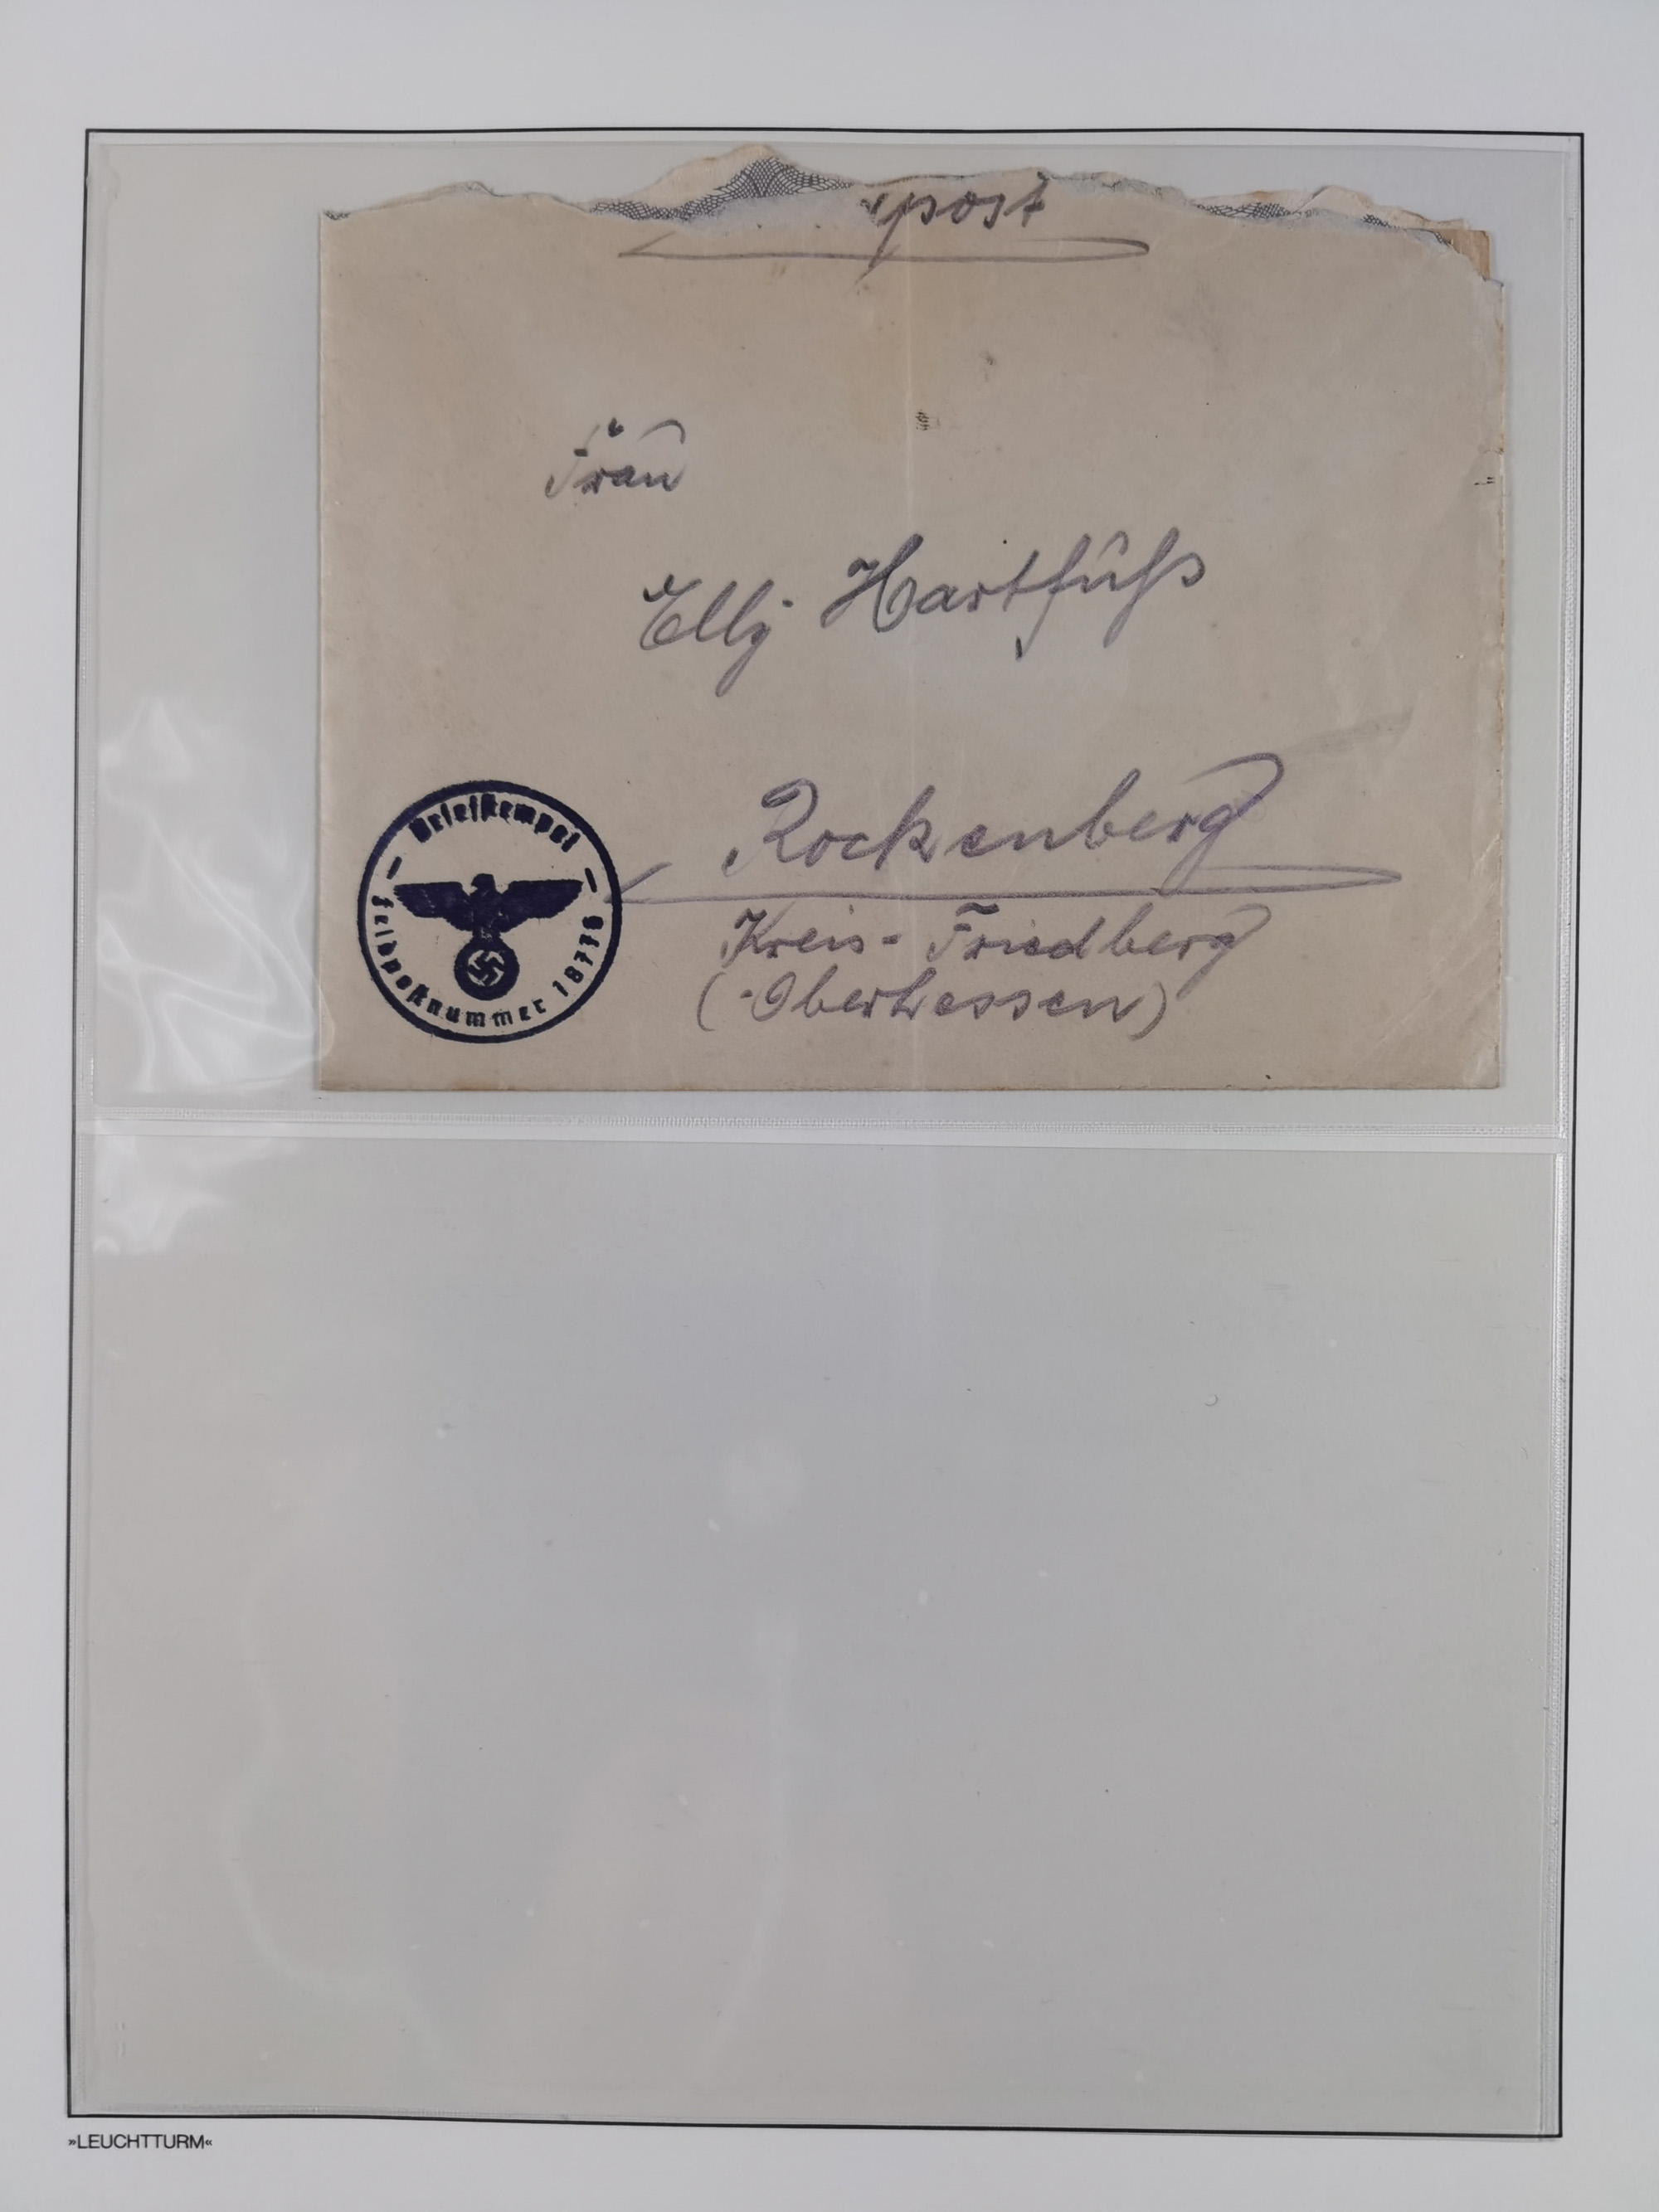 post
Frau
Elly Hartfuß
Rockenberg
Kreis-Friedberg
(-Oberhessen)
Briefstempel
Feldpostnummer 18776
»LEUCHTTURM«